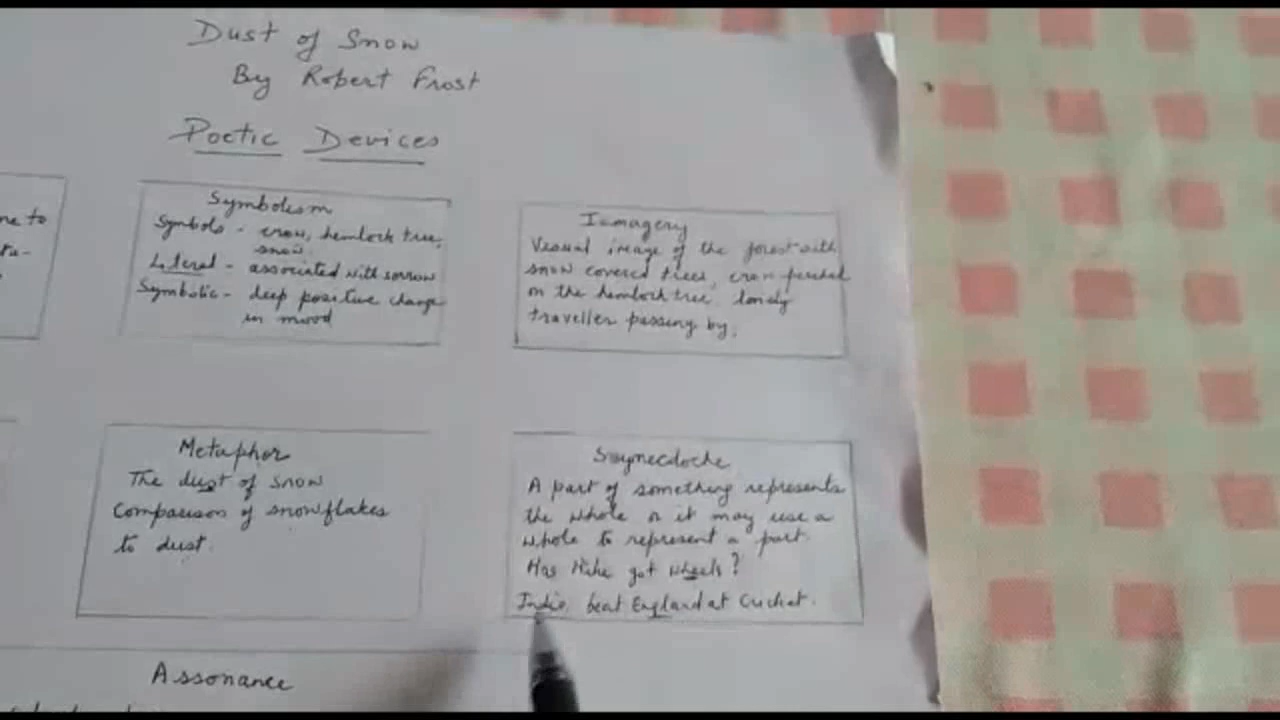 Dust of Snow
By Robert Frost
Poetic Devices
ne to
Symbolism
Symbols - crow, hemlock tree,
snow
Literal - associated with sorrow
Symbolic - deep positive change
in mood
Iamagery
Visual image of the forest with
snow covered trees, crow perched
on the hemlock tree, lonely
traveller passing by.
Metaphor
The dust of snow
Comparison of snowflakes
to dust.
Synecdoche
A part of something represents
the whole or it may use a
whole to represent a part.
Has Mike got wheels?
India beat England at Cricket.
Assonance